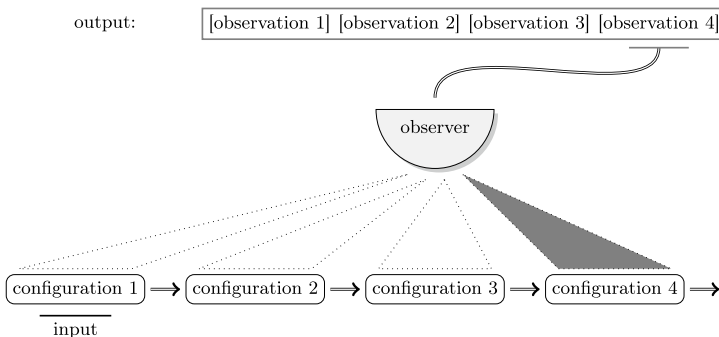 output: [observation 1] [observation 2] [observation 3] [observation 4]
observer
configuration 1 configuration 2 configuration 3 configuration 4
input